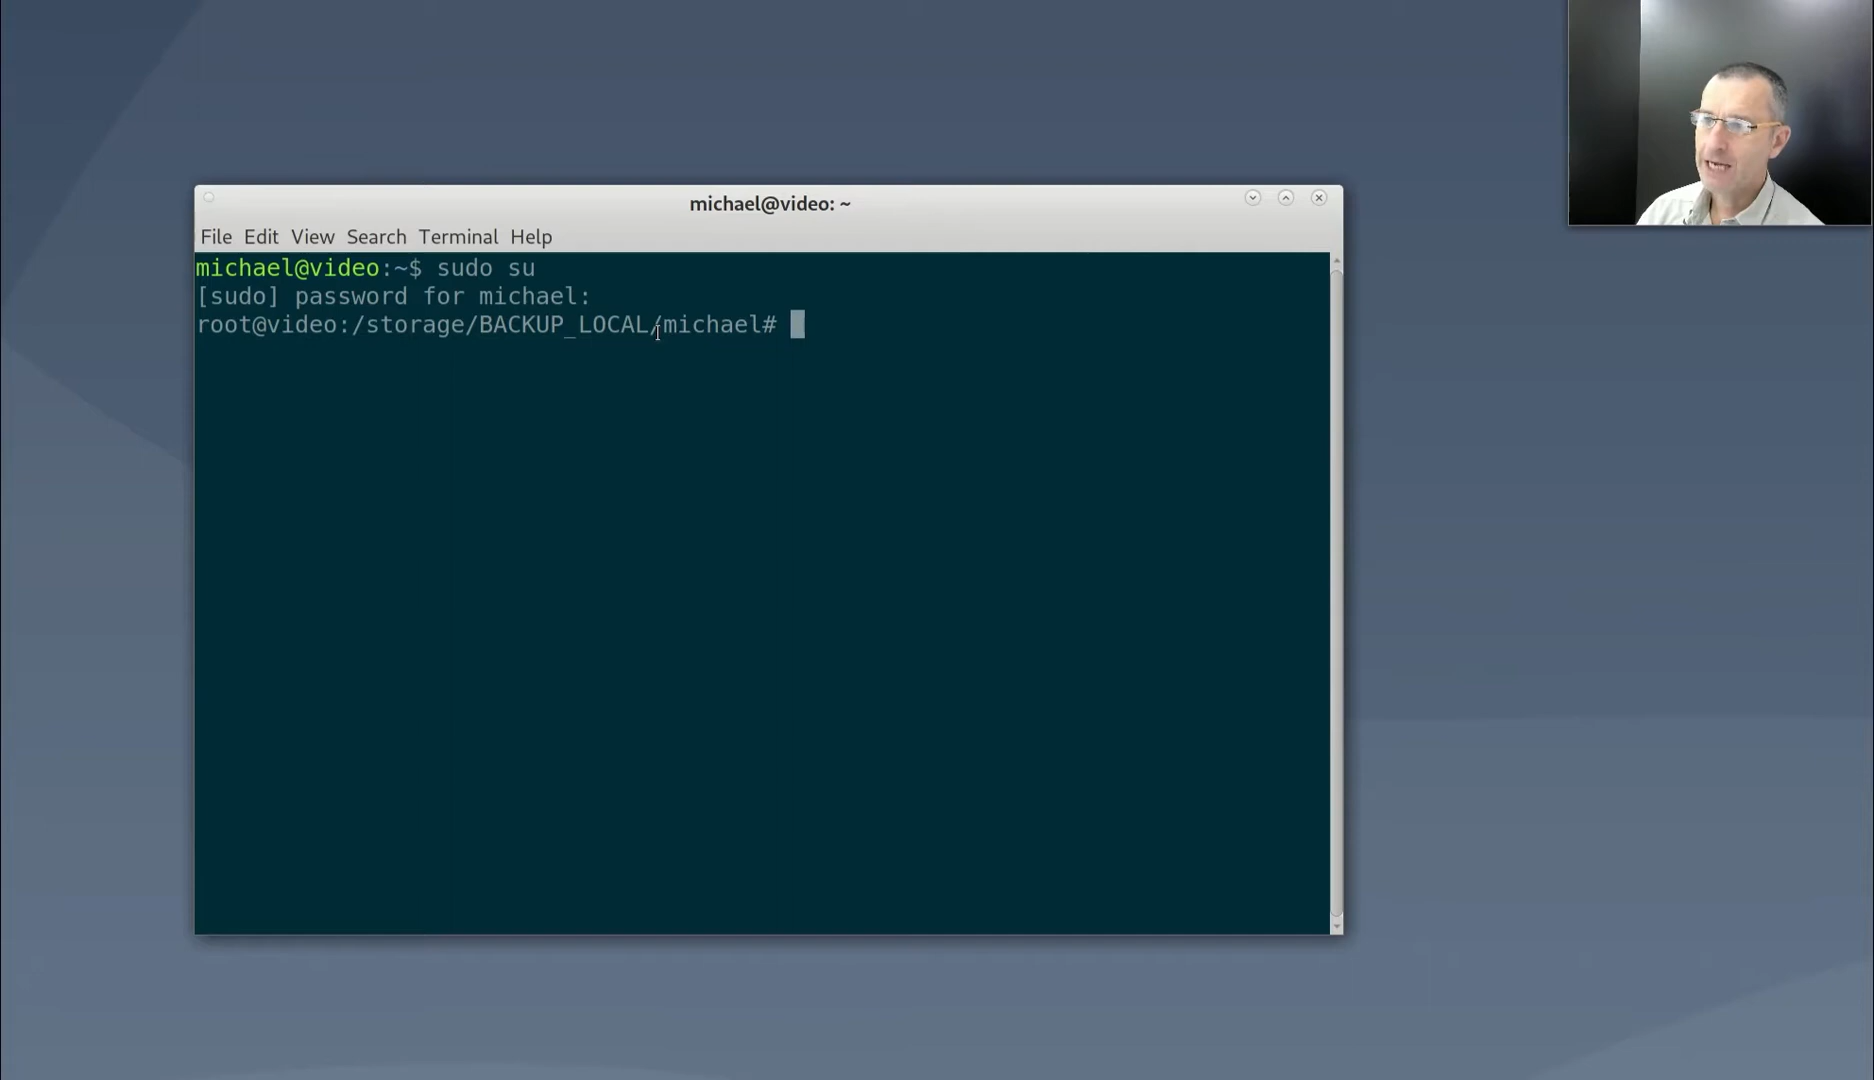 michael@video: ~
File Edit View Search Terminal Help
michael@video:~$ sudo su
[sudo] password for michael:
root@video:/storage/BACKUP_LOCAL/michael#